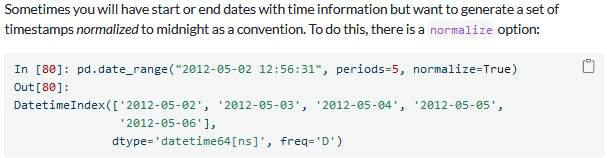 Sometimes you will have start or end dates with time information but want to generate a set of
timestamps normalized to midnight as a convention. To do this, there is a normalize option:
In [80]: pd.date_range("2012-05-02 12:56:31", periods=5, normalize=True)
Out[80]:
DatetimeIndex(['2012-05-02', '2012-05-03', '2012-05-04', '2012-05-05',
               '2012-05-06'],
              dtype='datetime64[ns]', freq='D')